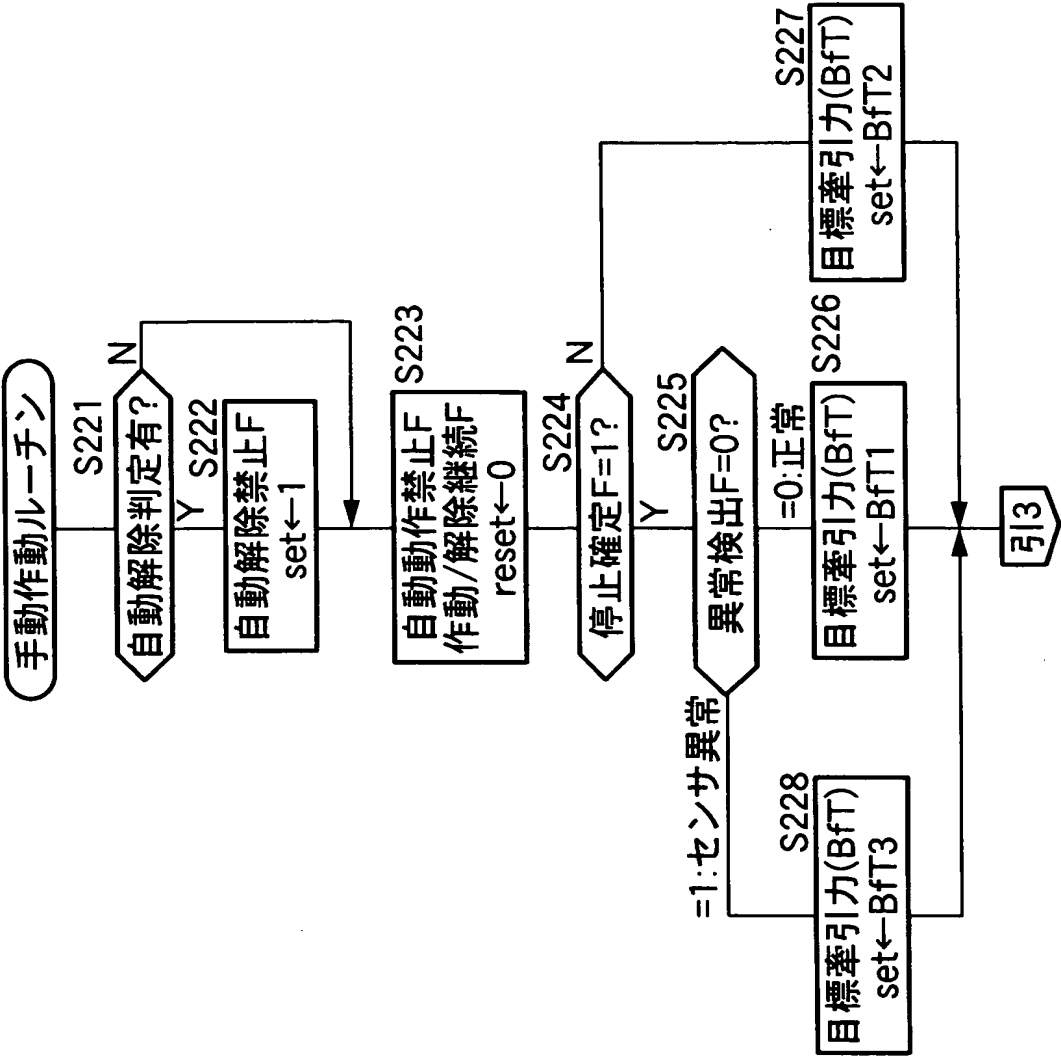 手動作動ルーチン
S221
自動解除判定有?
N
Y
S222
自動解除禁止F
set←1
S223
自動動作禁止F
作動/解除継続F
reset←0
S224
停止確定F=1?
N
Y
S225
異常検出F=0?
=1:センサ異常
=0:正常
S228
目標牽引力(BfT)
set←BfT3
S226
目標牽引力(BfT)
set←BfT1
S227
目標牽引力(BfT)
set←BfT2
引3